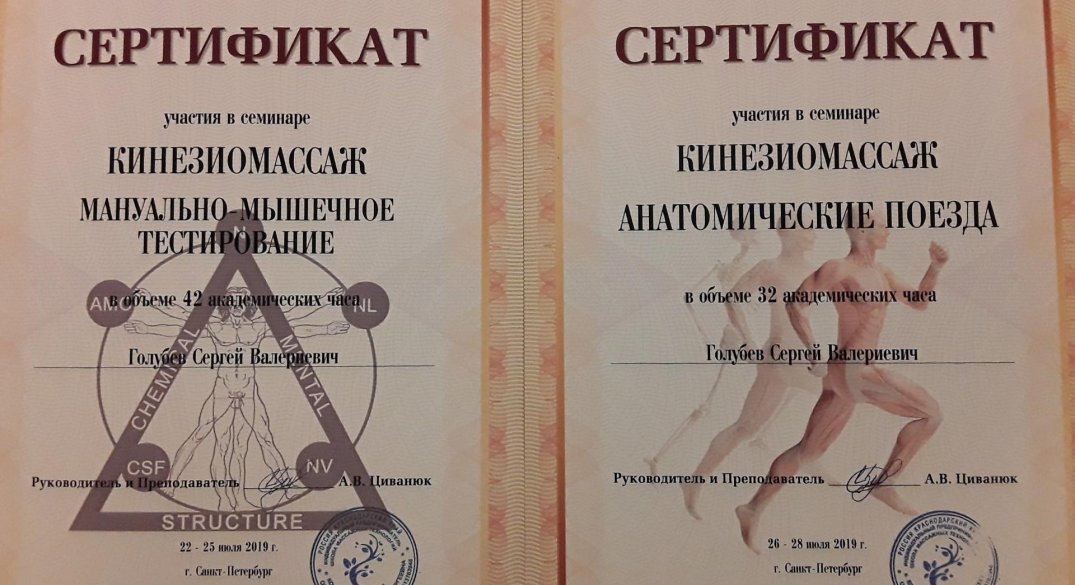 СЕРТИФИКАТ
участия в семинаре
КИНЕЗИОМАССАЖ
МАНУАЛЬНО-МЫШЕЧНОЕ
ТЕСТИРОВАНИЕ
N
AMC
NL
в объеме 42 академических часа
Голубев Сергей Валериевич
CHEMICAL
MENTAL
CSF
NV
Руководитель и Преподаватель А.В. Циванюк
STRUCTURE
22 - 25 июля 2019 г.
г. Санкт-Петербург
СЕРТИФИКАТ
участия в семинаре
КИНЕЗИОМАССАЖ
АНАТОМИЧЕСКИЕ ПОЕЗДА
в объеме 32 академических часа
Голубев Сергей Валериевич
Руководитель и Преподаватель А.В. Циванюк
26 - 28 июля 2019 г.
г. Санкт-Петербург
РОССИЯ КРАСНОДАРСКИЙ